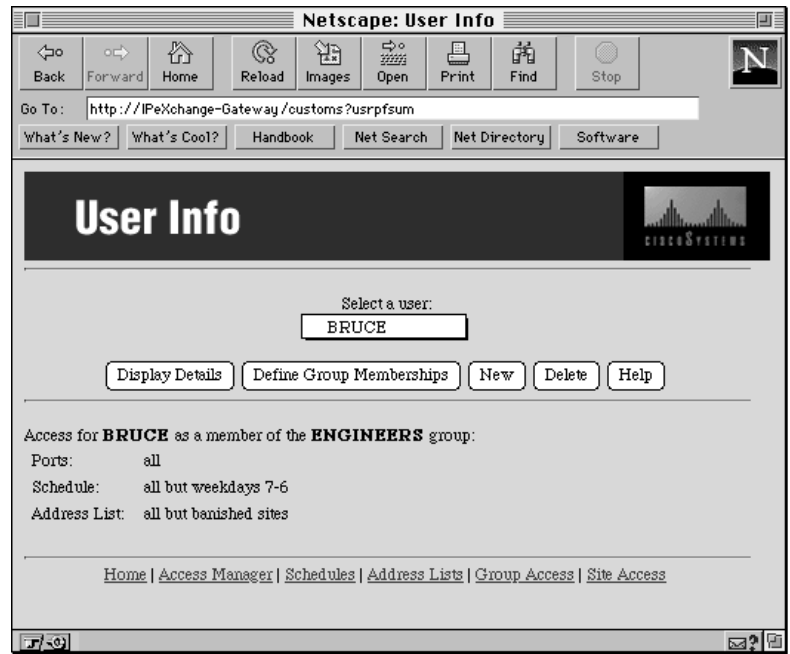 Netscape: User Info
Back Forward Home Reload Images Open Print Find Stop
N
Go To: http://IPeXchange-Gateway/customs?usrpfsum
What's New? What's Cool? Handbook Net Search Net Directory Software
User Info
CISCOSYSTEMS
Select a user:
BRUCE
Display Details Define Group Memberships New Delete Help
Access for BRUCE as a member of the ENGINEERS group:
Ports: all
Schedule: all but weekdays 7-6
Address List: all but banished sites
Home | Access Manager | Schedules | Address Lists | Group Access | Site Access
?